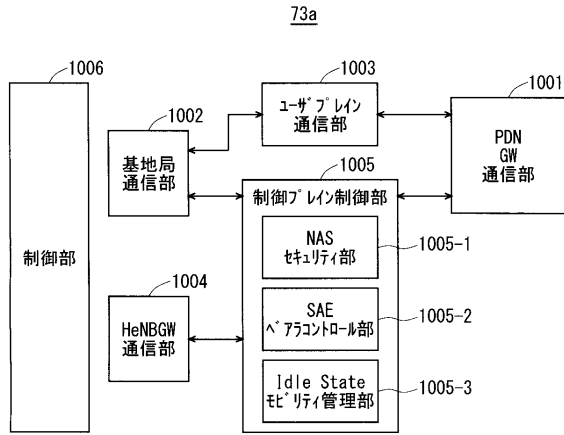 73a
1006
制御部
1002
基地局
通信部
1003
ユーザプレイン
通信部
1001
PDN
GW
通信部
1005
制御プレイン制御部
NAS
セキュリティ部
1005-1
1004
HeNBGW
通信部
SAE
ベアラコントロール部
1005-2
Idle State
モビリティ管理部
1005-3